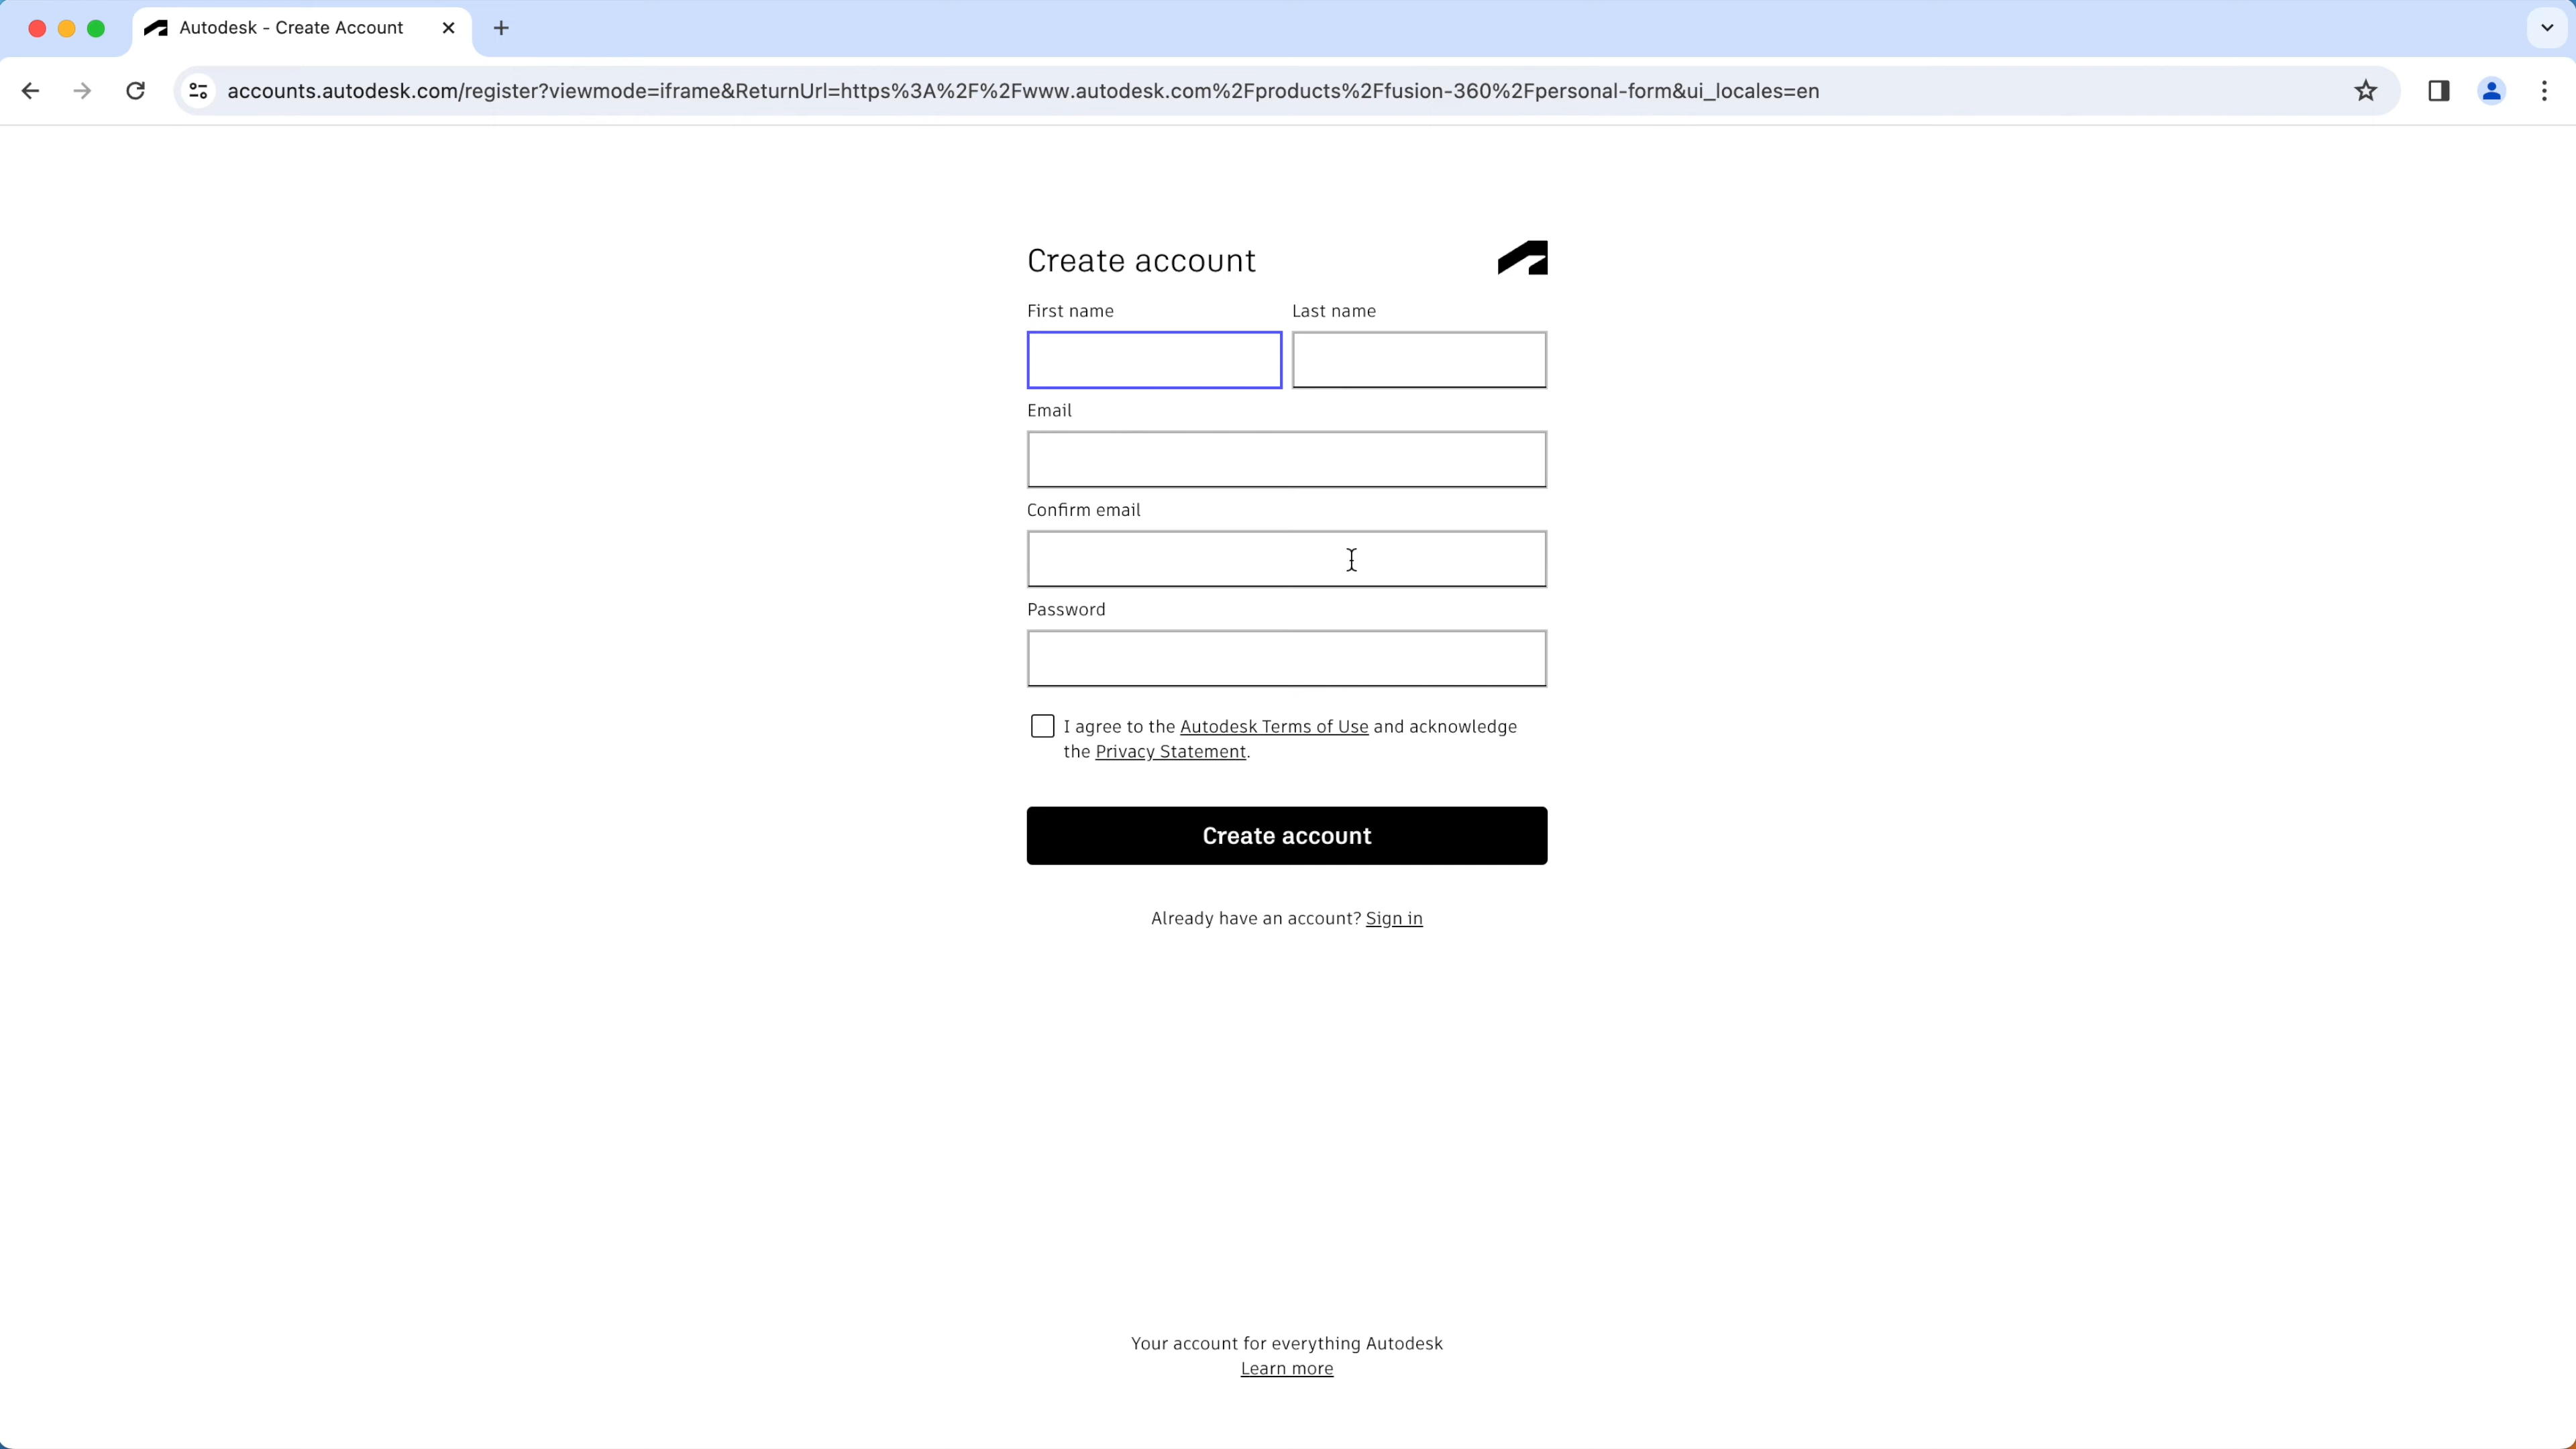 Autodesk - Create Account
accounts.autodesk.com/register?viewmode=iframe&ReturnUrl=https%3A%2F%2Fwww.autodesk.com%2Fproducts%2Ffusion-360%2Fpersonal-form&ui_locales=en
Create account
First name Last name
Email
Confirm email
Password
I agree to the Autodesk Terms of Use and acknowledge
the Privacy Statement.
Create account
Already have an account? Sign in
Your account for everything Autodesk
Learn more